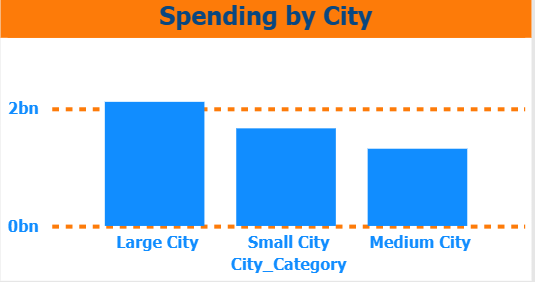 Spending by City
2bn
0bn
Large City Small City Medium City
City_Category